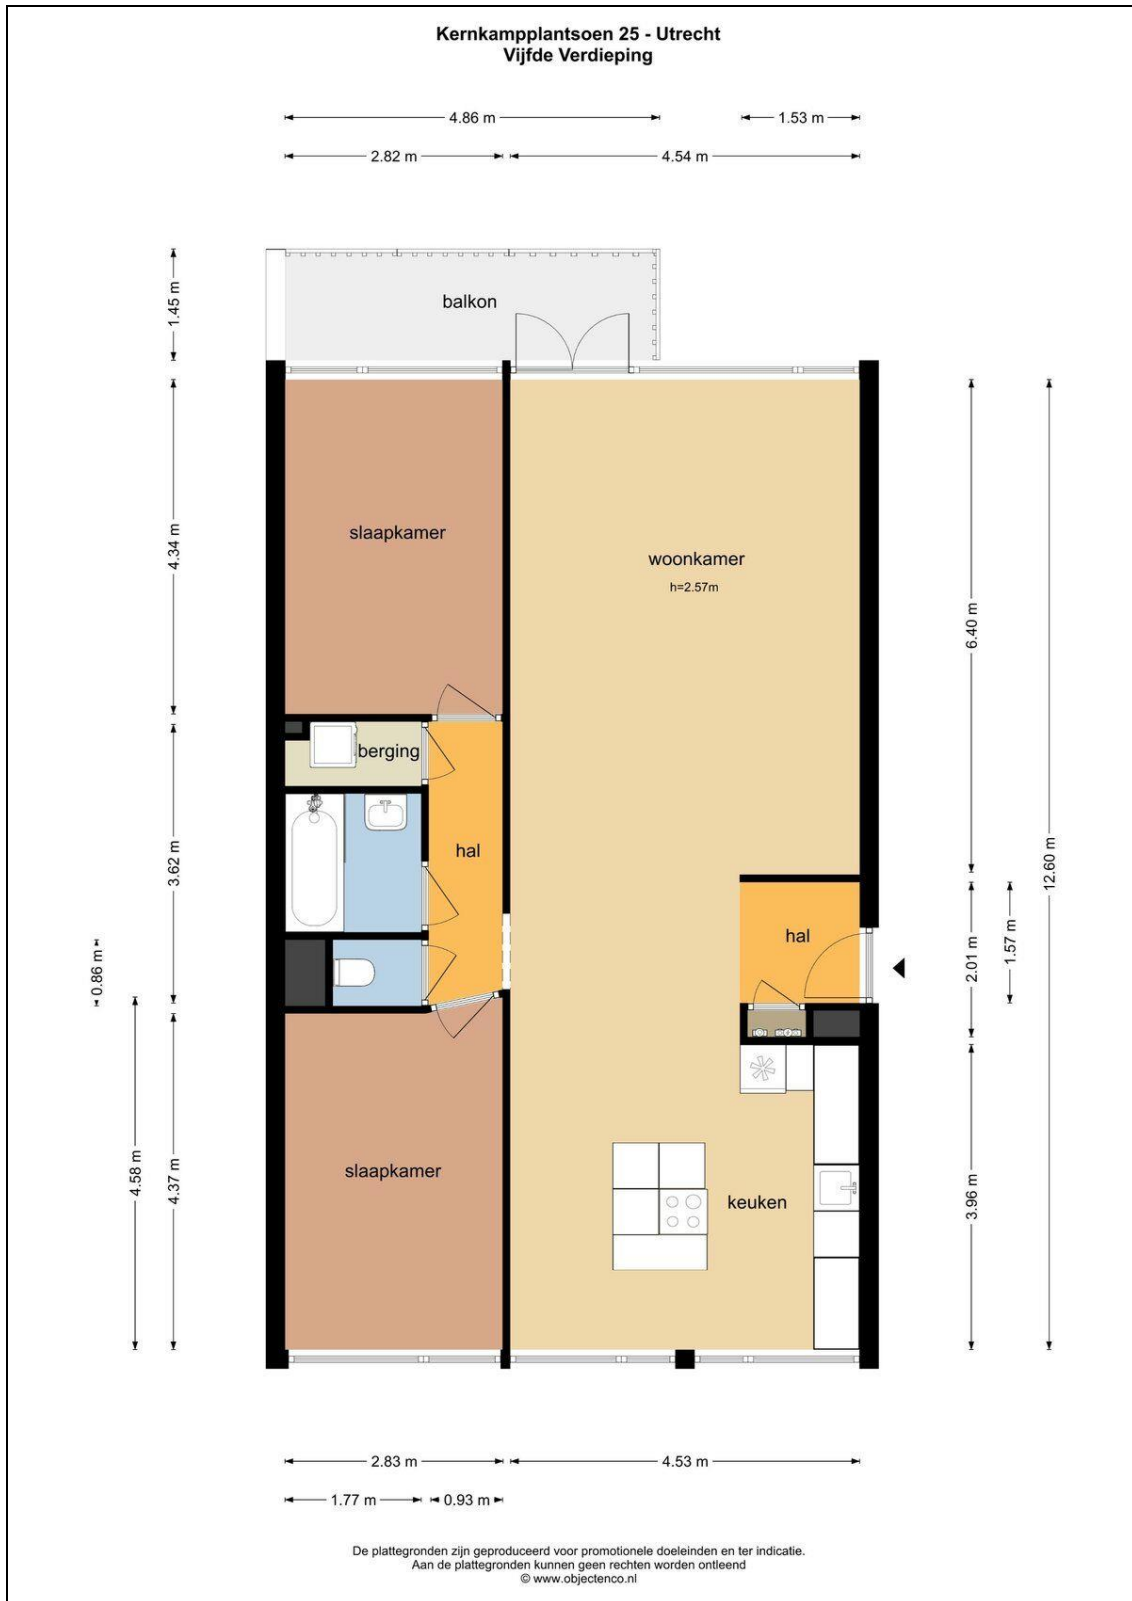 Kernkampplantsoen 25 - Utrecht
Vijfde Verdieping
4.86 m
1.53 m
2.82 m
4.54 m
1.45 m
balkon
4.34 m
slaapkamer
woonkamer
h=2.57m
6.40 m
berging
3.62 m
hal
12.60 m
hal
0.86 m
2.01 m
1.57 m
4.58 m
4.37 m
slaapkamer
keuken
3.96 m
2.83 m
4.53 m
1.77 m
0.93 m
De plattegronden zijn geproduceerd voor promotionele doeleinden en ter indicatie.
Aan de plattegronden kunnen geen rechten worden ontleend
© www.objectenco.nl